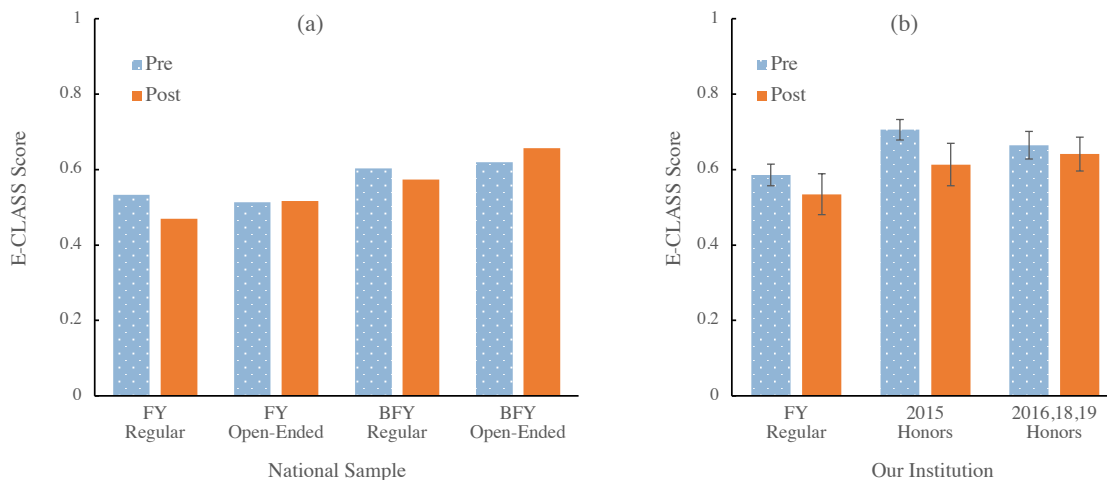 (a)
Pre
Post
1
0.8
0.6
0.4
0.2
0
E-CLASS Score
FY
Regular
FY
Open-Ended
BFY
Regular
BFY
Open-Ended
National Sample
(b)
Pre
Post
1
0.8
0.6
0.4
0.2
0
E-CLASS Score
FY
Regular
2015
Honors
2016,18,19
Honors
Our Institution